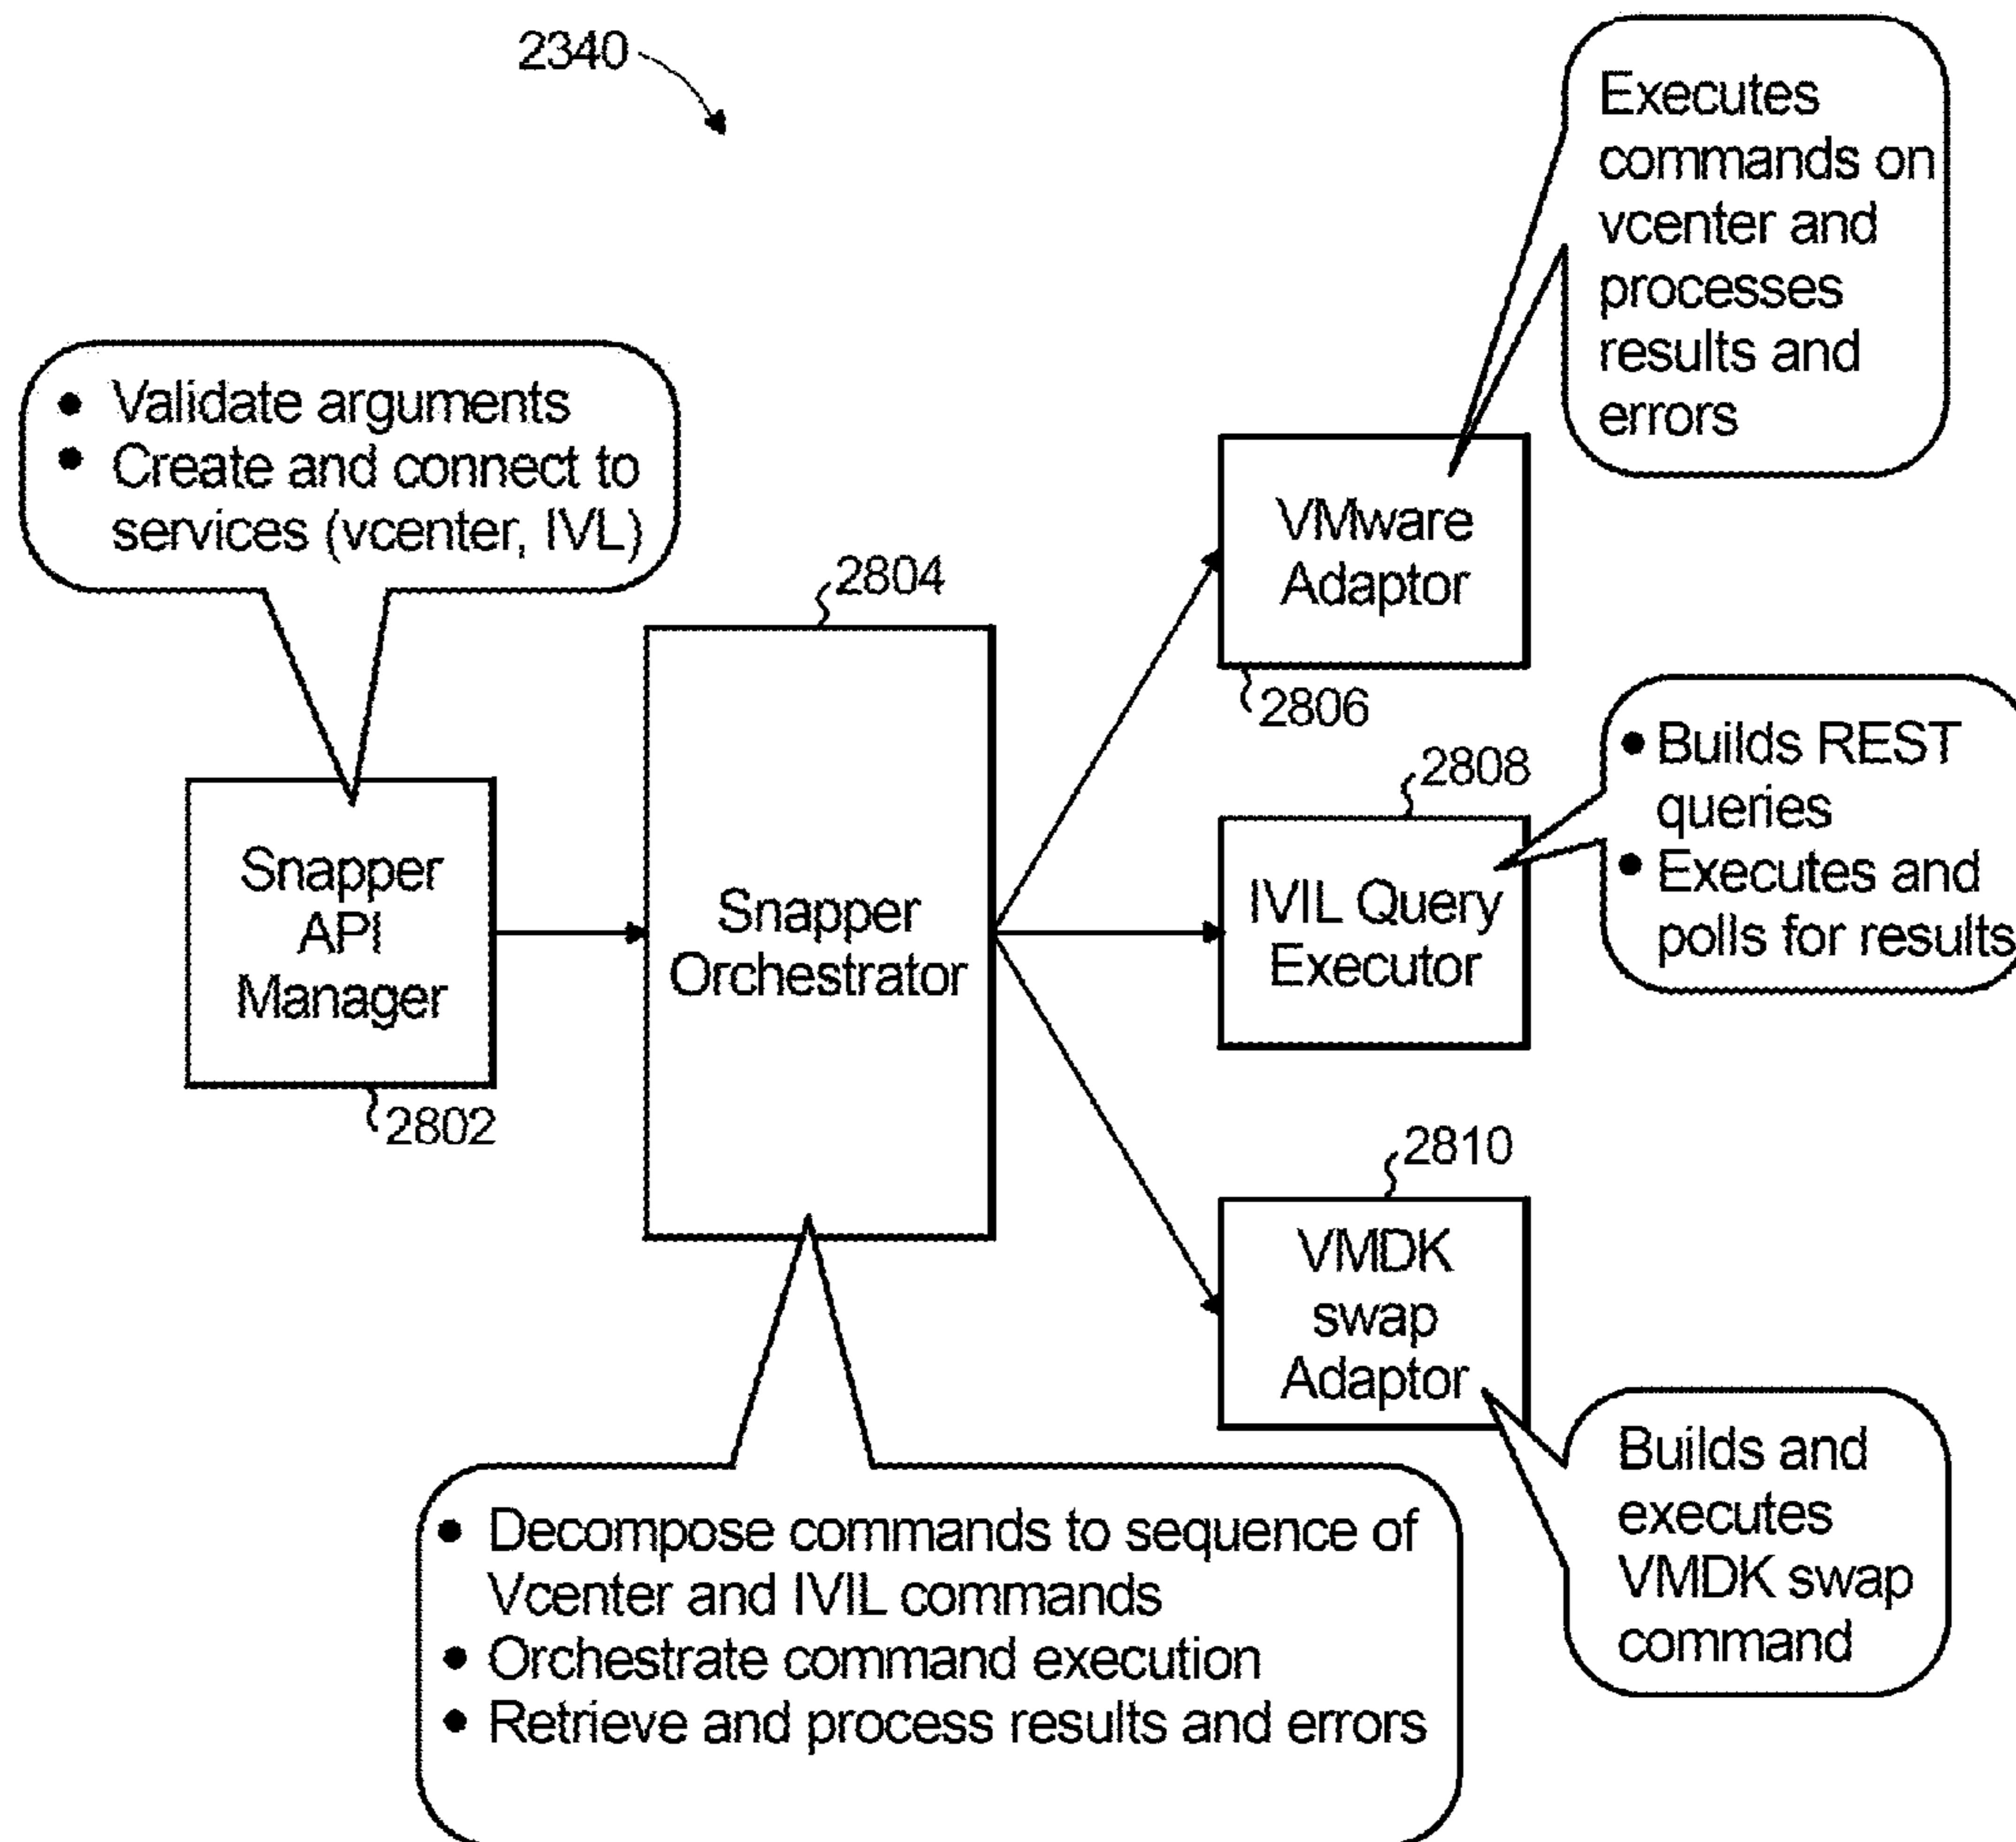 2340
Executes
commands on
vcenter and
processes
results and
errors
• Validate arguments
• Create and connect to
services (vcenter, IVL)
2804
VMware
Adaptor
2806
Snapper
API
Manager
2802
Snapper
Orchestrator
2808
IVIL Query
Executor
• Builds REST
queries
• Executes and
polls for results
2810
VMDK
swap
Adaptor
Builds and
executes
VMDK swap
command
• Decompose commands to sequence of
Vcenter and IVIL commands
• Orchestrate command execution
• Retrieve and process results and errors